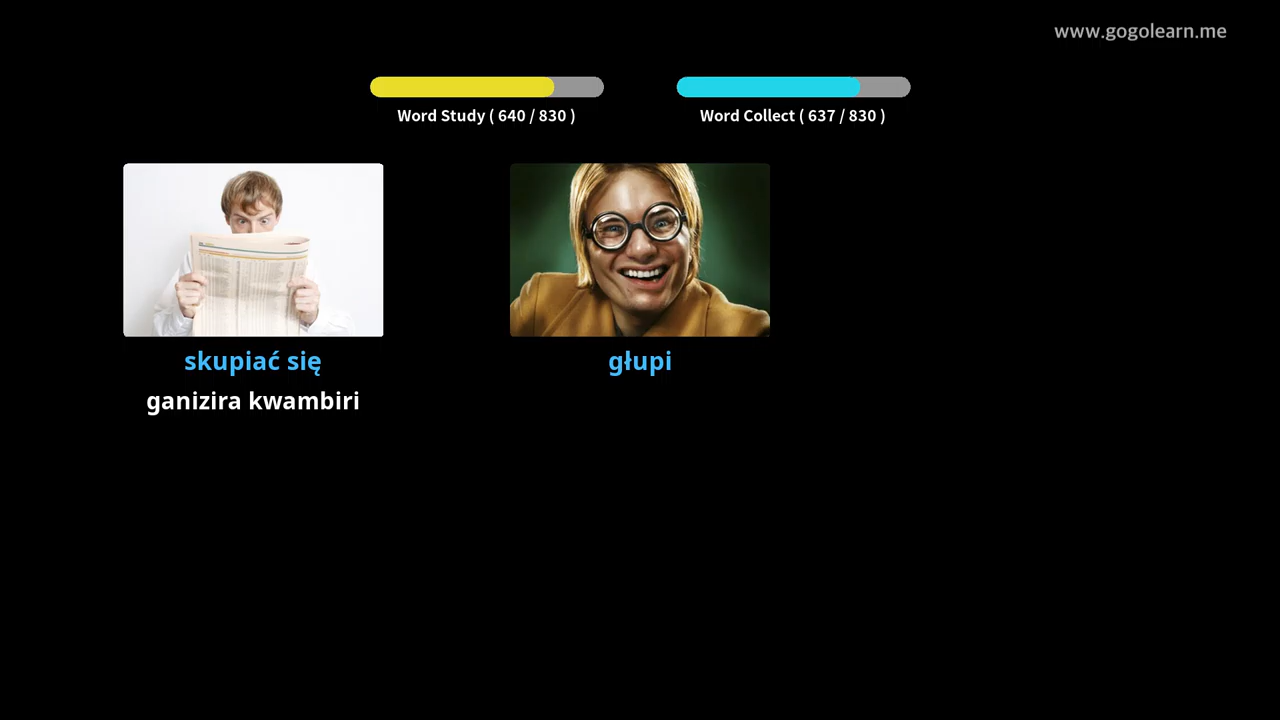 www.gogolearn.me
Word Study ( 640 / 830 )
Word Collect ( 637 / 830 )
skupiać się
głupi
ganizira kwambiri